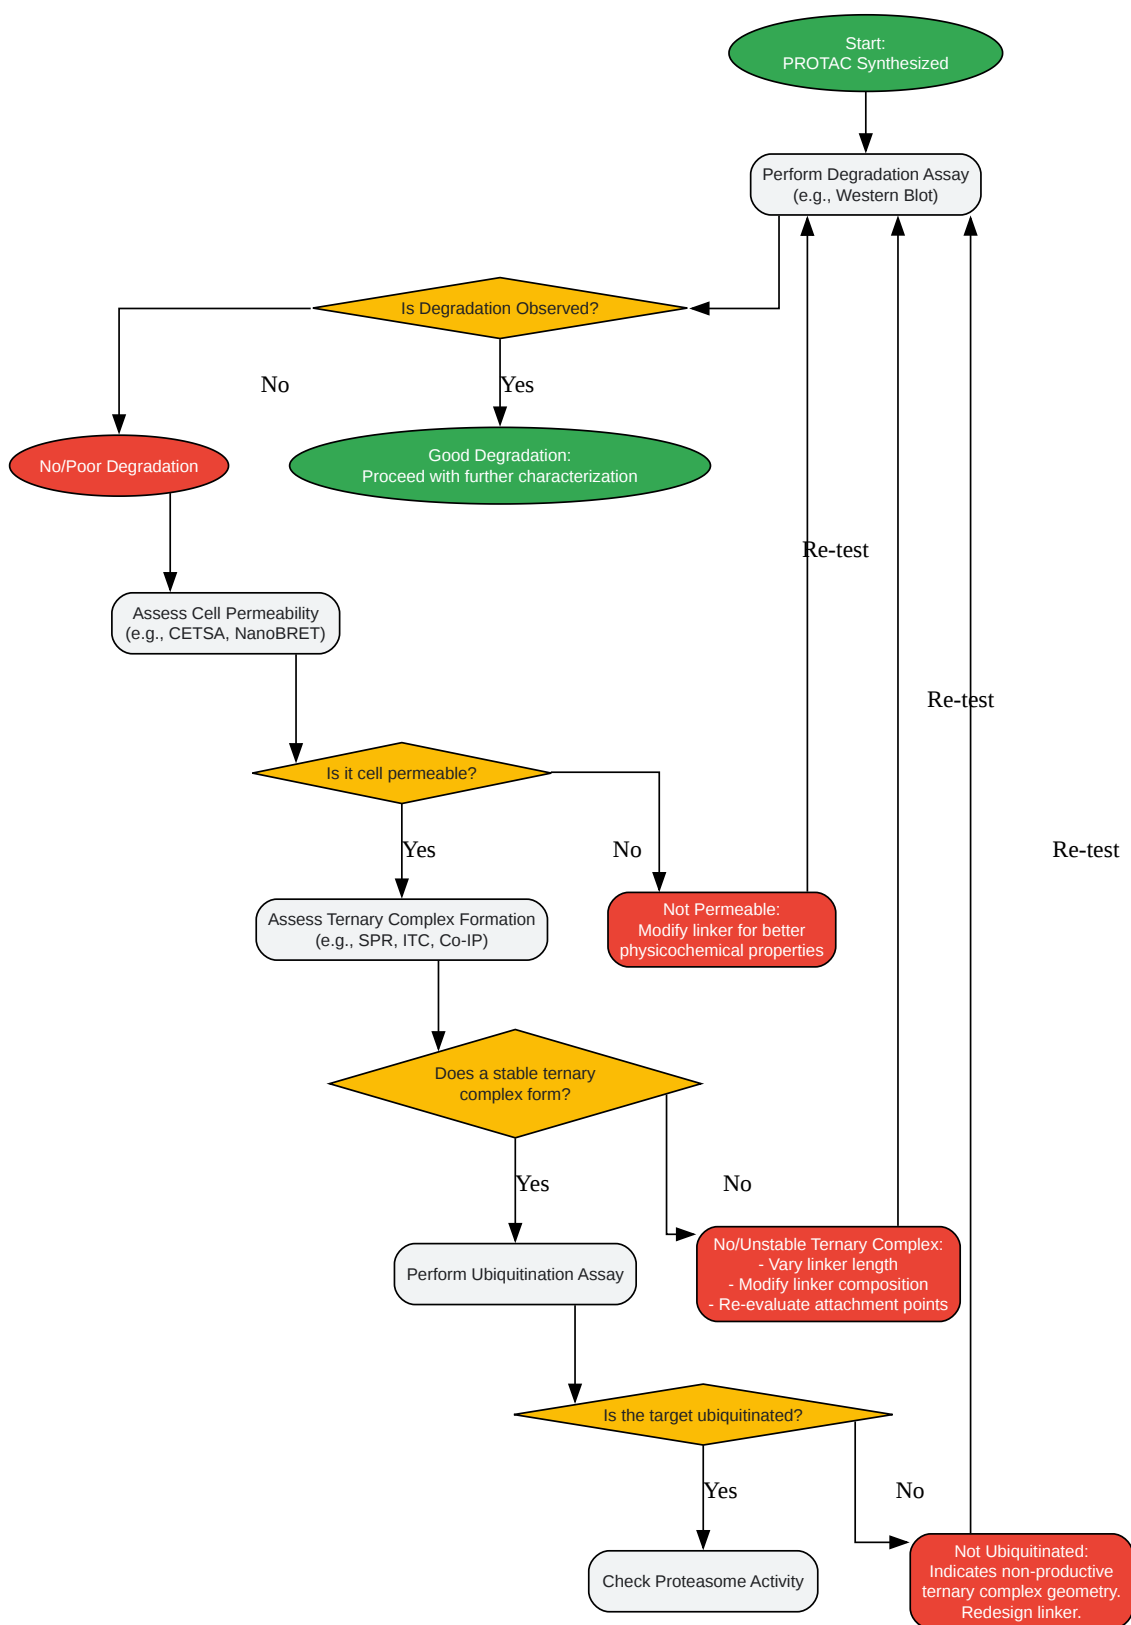 Start:
PROTAC Synthesized
Perform Degradation Assay
(e.g., Western Blot)
Is Degradation Observed?
No
Yes
No/Poor Degradation
Good Degradation:
Proceed with further characterization
Re-test
Assess Cell Permeability
(e.g., CETSA, NanoBRET)
Re-test
Is it cell permeable?
Yes
No
Re-test
Assess Ternary Complex Formation
(e.g., SPR, ITC, Co-IP)
Not Permeable:
Modify linker for better
physicochemical properties
Does a stable ternary
complex form?
Yes
No
Perform Ubiquitination Assay
No/Unstable Ternary Complex:
- Vary linker length
- Modify linker composition
- Re-evaluate attachment points
Is the target ubiquitinated?
Yes
No
Check Proteasome Activity
Not Ubiquitinated:
Indicates non-productive
ternary complex geometry.
Redesign linker.